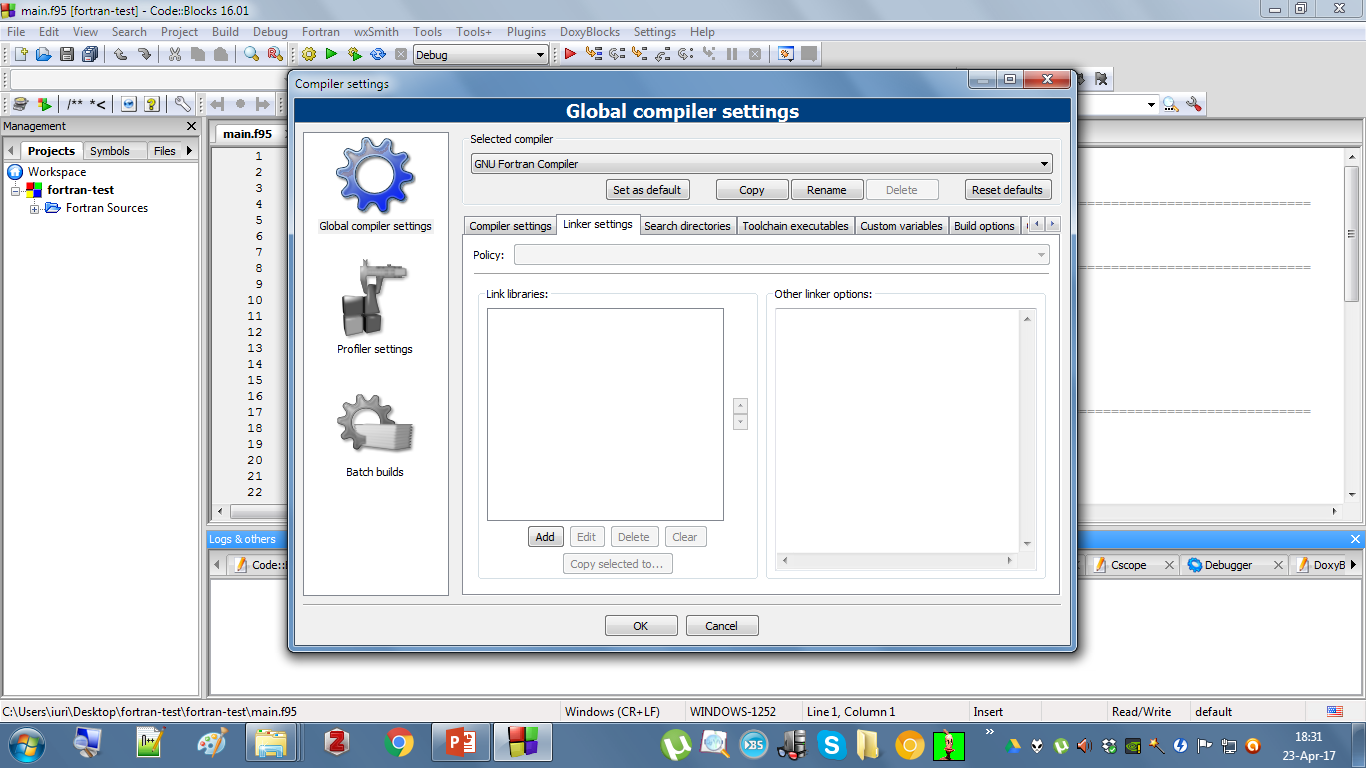 main.f95 [fortran-test] - Code::Blocks 16.01
File Edit View Search Project Build Debug Fortran wxSmith Tools Tools+ Plugins DoxyBlocks Settings Help
Debug
/** *<
Management
Projects Symbols Files
Workspace
fortran-test
Fortran Sources
main.f95
1
2
3
4
5
6
7
8
9
10
11
12
13
14
15
16
17
18
19
20
21
22
Compiler settings
Global compiler settings
Global compiler settings
Profiler settings
Batch builds
Selected compiler
GNU Fortran Compiler
Set as default Copy Rename Delete Reset defaults
Compiler settings Linker settings Search directories Toolchain executables Custom variables Build options
Policy:
Link libraries: Other linker options:
Add Edit Delete Clear
Copy selected to...
OK Cancel
Logs & others
Code:: Cscope Debugger DoxyB
C:\Users\iuri\Desktop\fortran-test\fortran-test\main.f95 Windows (CR+LF) WINDOWS-1252 Line 1, Column 1 Insert Read/Write default
18:31
23-Apr-17